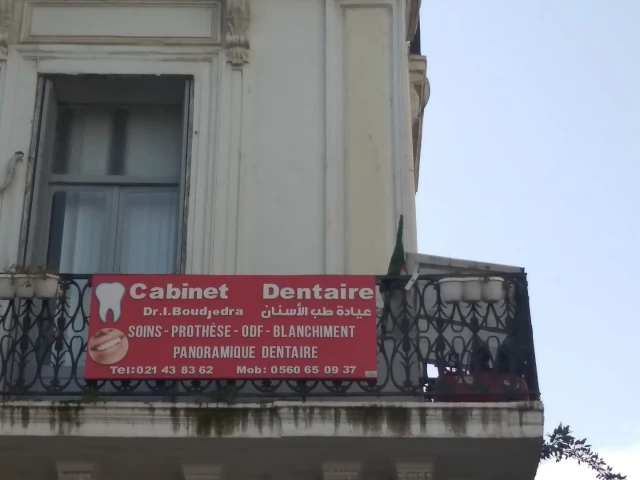 Cabinet Dentaire
Dr.I.Boudjedra عيادة طب الأسنان
SOINS - PROTHÉSE - ODF - BLANCHIMENT
PANORAMIQUE DENTAIRE
Tel:021 43 83 62 Mob: 0560 65 09 37